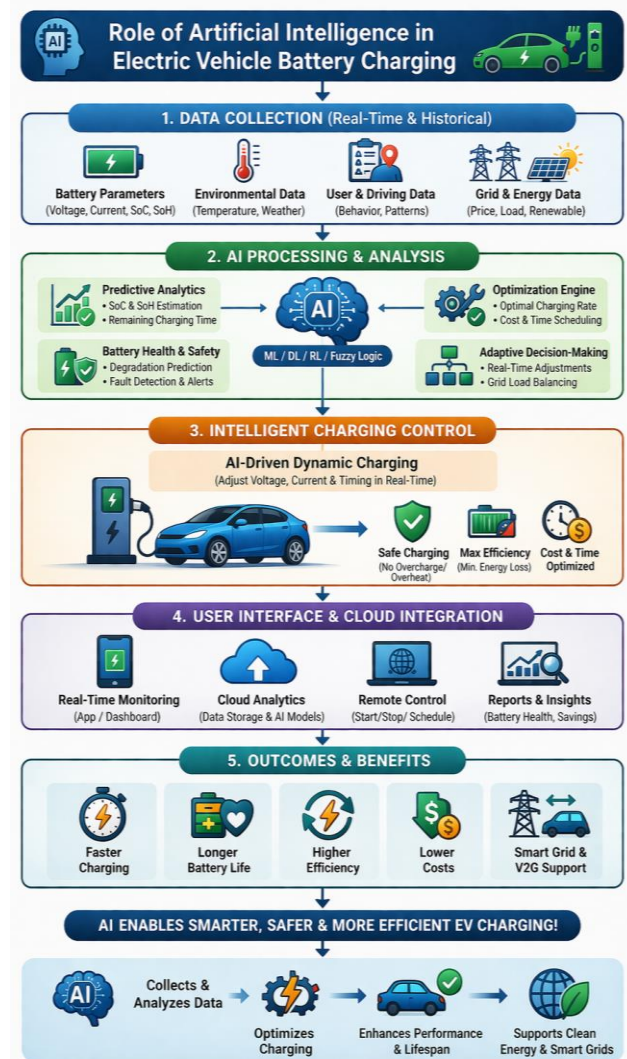 AI
Role of Artificial Intelligence in
Electric Vehicle Battery Charging
1. DATA COLLECTION (Real-Time & Historical)
Battery Parameters
(Voltage, Current, SoC, SoH)
Environmental Data
(Temperature, Weather)
User & Driving Data
(Behavior, Patterns)
Grid & Energy Data
(Price, Load, Renewable)
2. AI PROCESSING & ANALYSIS
Predictive Analytics
• SoC & SoH Estimation
• Remaining Charging Time
Battery Health & Safety
• Degradation Prediction
• Fault Detection & Alerts
AI
ML / DL / RL / Fuzzy Logic
Optimization Engine
• Optimal Charging Rate
• Cost & Time Scheduling
Adaptive Decision-Making
• Real-Time Adjustments
• Grid Load Balancing
3. INTELLIGENT CHARGING CONTROL
AI-Driven Dynamic Charging
(Adjust Voltage, Current & Timing in Real-Time)
Safe Charging
(No Overcharge/
Overheat)
Max Efficiency
(Min. Energy Loss)
$
Cost & Time
Optimized
4. USER INTERFACE & CLOUD INTEGRATION
Real-Time Monitoring
(App / Dashboard)
Cloud Analytics
(Data Storage & AI Models)
Remote Control
(Start/Stop/ Schedule)
Reports & Insights
(Battery Health, Savings)
5. OUTCOMES & BENEFITS
Faster
Charging
Longer
Battery Life
Higher
Efficiency
$
$
Lower
Costs
Smart Grid &
V2G Support
AI ENABLES SMARTER, SAFER & MORE EFFICIENT EV CHARGING!
AI
Collects &
Analyzes Data
Optimizes
Charging
Enhances Performance
& Lifespan
Supports Clean
Energy & Smart Grids